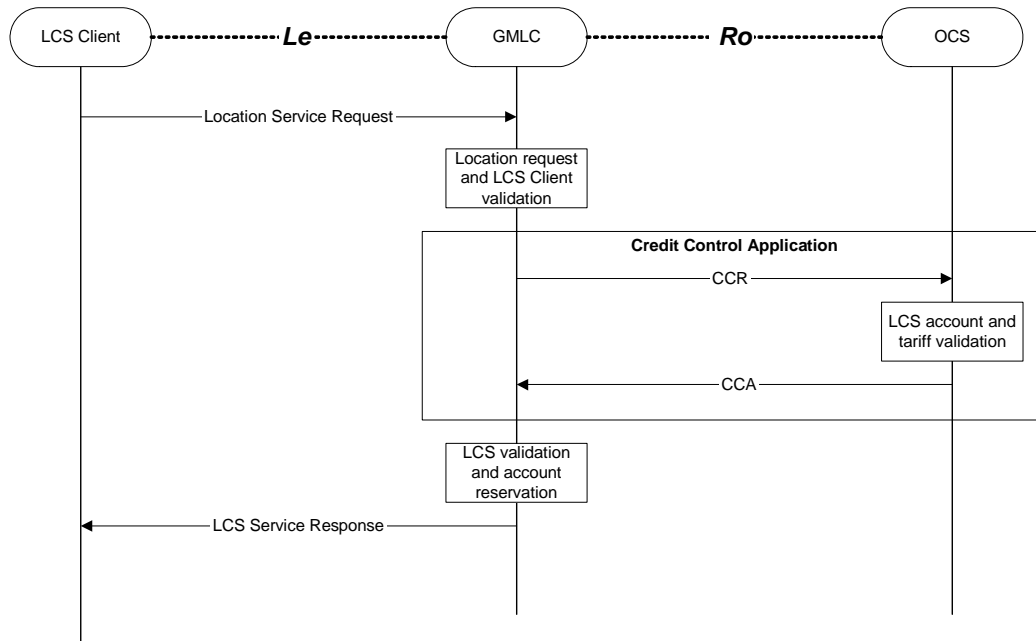 LCS Client
Le
GMLC
Ro
OCS
Location Service Request
Location request
and LCS Client
validation
Credit Control Application
CCR
LCS account and
tariff validation
CCA
LCS validation
and account
reservation
LCS Service Response